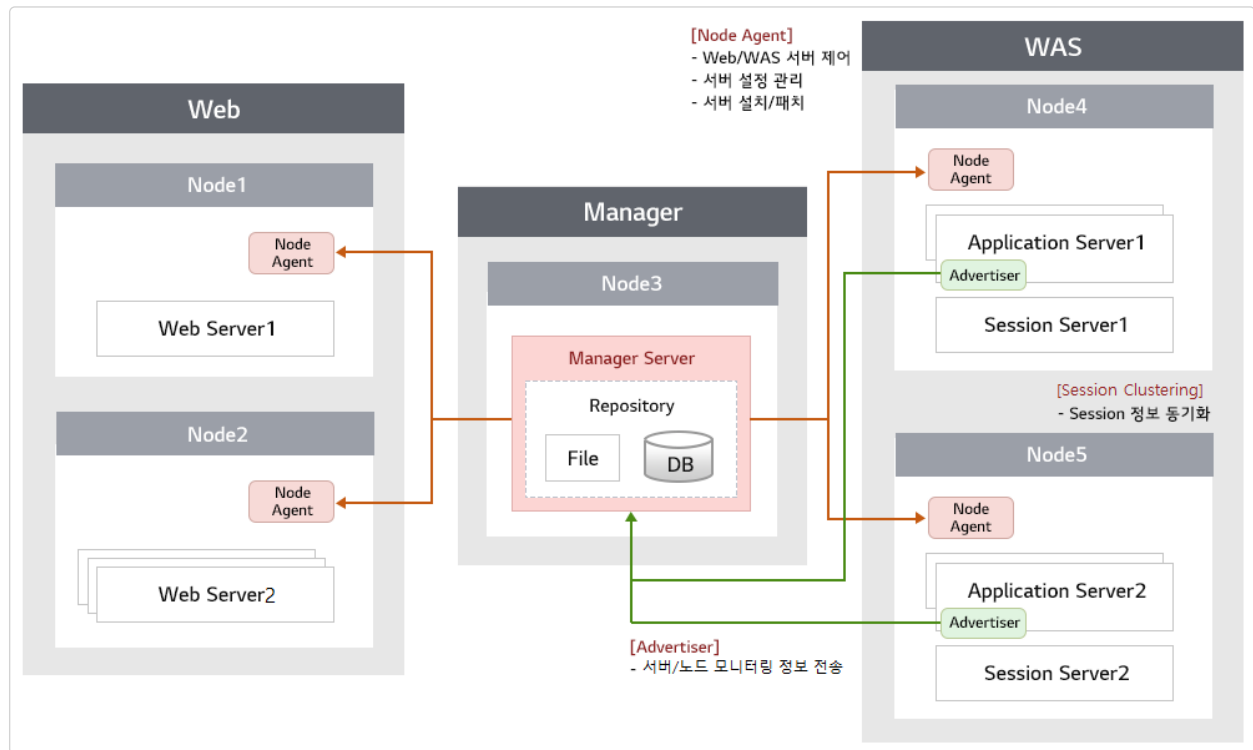 [Node Agent]
- Web/WAS 서버 제어
- 서버 설정 관리
- 서버 설치/패치
Web
Node1
Node
Agent
Web Server1
Node2
Node
Agent
Web Server2
Manager
Node3
Manager Server
Repository
File
DB
[Advertiser]
- 서버/노드 모니터링 정보 전송
WAS
Node4
Node
Agent
Application Server1
Advertiser
Session Server1
[Session Clustering]
- Session 정보 동기화
Node5
Node
Agent
Application Server2
Advertiser
Session Server2